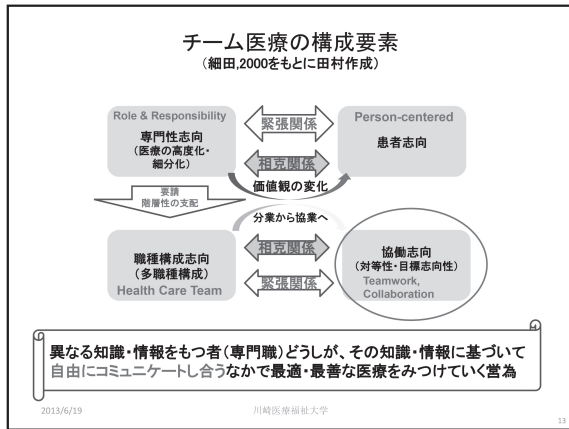 チーム医療の構成要素
(細田,2000をもとに田村作成)
Role & Responsibility
専門性志向
(医療の高度化・
細分化)
緊張関係
相克関係
価値観の変化
Person-centered
患者志向
要請
階層性の支配
分業から協業へ
職種構成志向
(多職種構成)
Health Care Team
相克関係
緊張関係
協働志向
(対等性・目標志向性)
Teamwork,
Collaboration
異なる知識・情報をもつ者(専門職)どうしが、その知識・情報に基づいて
自由にコミュニケートし合うなかで最適・最善な医療をみつけていく営為
2013/6/19
川崎医療福祉大学
13